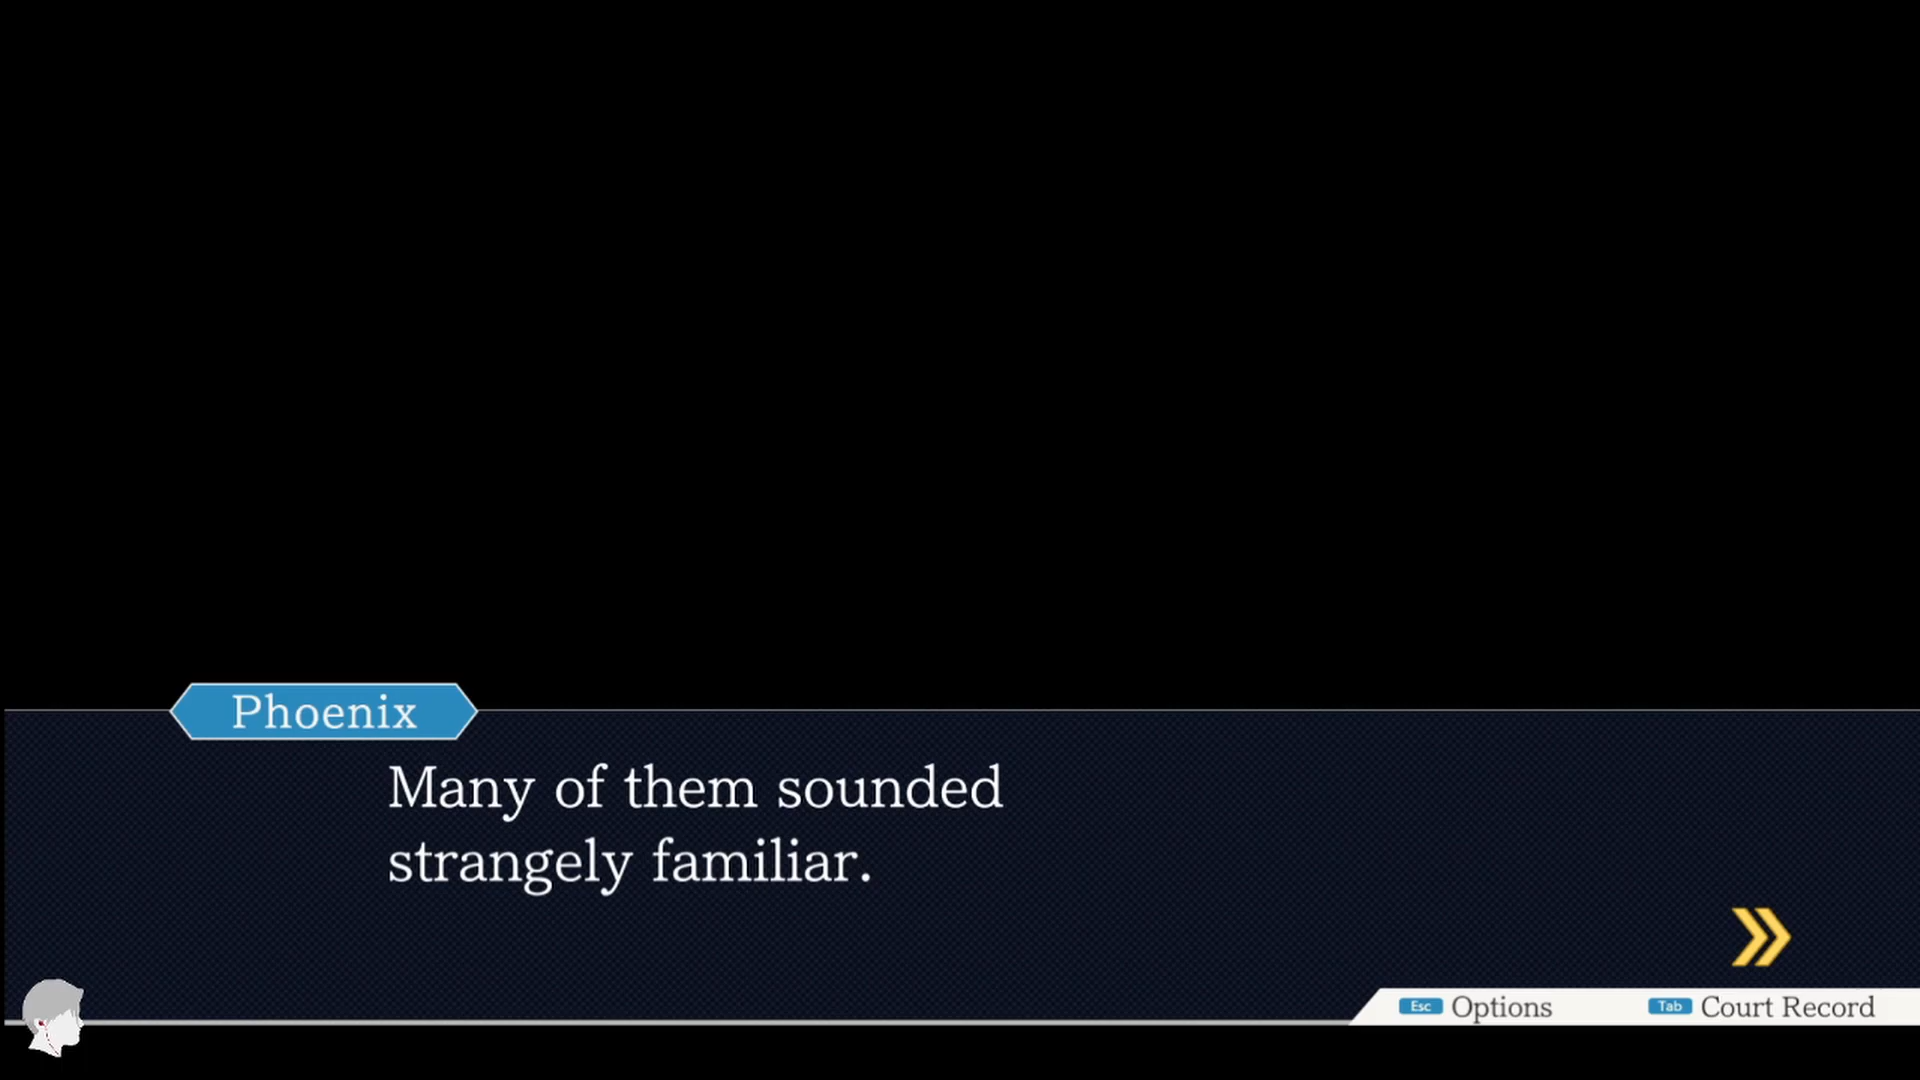 Phoenix
Many of them sounded
strangely familiar.
Esc Options Tab Court Record